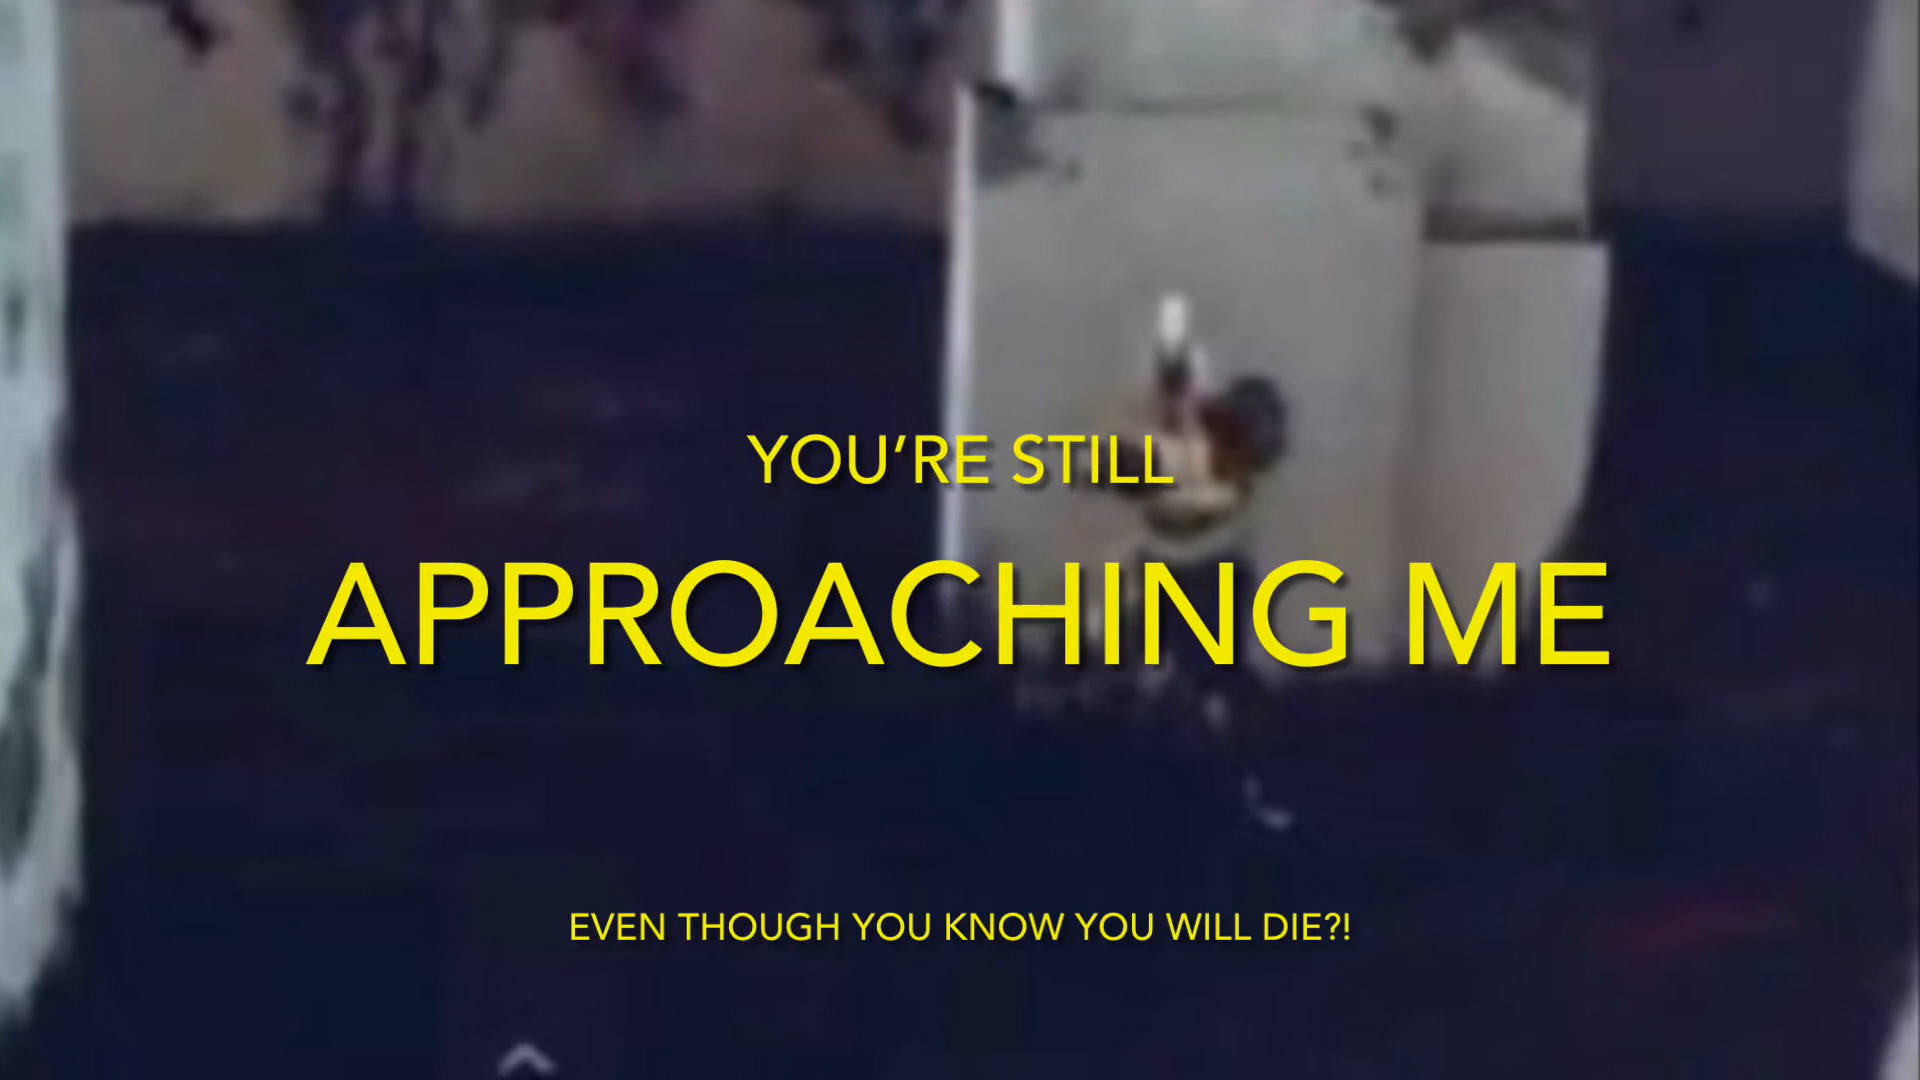 YOU’RE STILL
APPROACHING ME
EVEN THOUGH YOU KNOW YOU WILL DIE?!